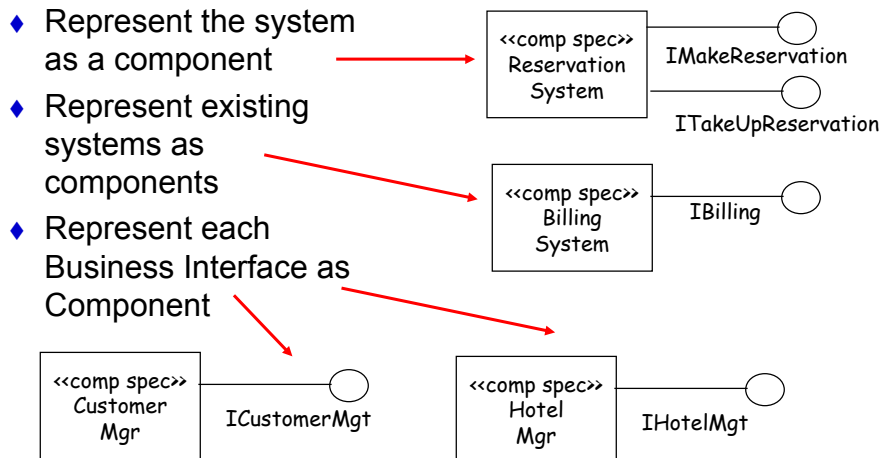 Represent the system
as a component
Represent existing
systems as
components
Represent each
Business Interface as
Component
<<comp spec>>
Reservation
System
IMakeReservation
ITakeUpReservation
<<comp spec>>
Billing
System
IBilling
<<comp spec>>
Customer
Mgr
ICustomerMgt
<<comp spec>>
Hotel
Mgr
IHotelMgt